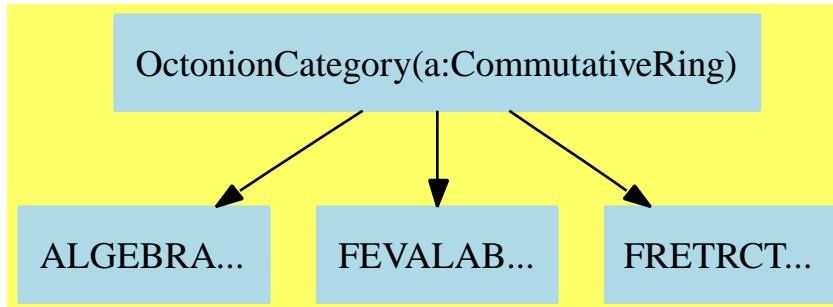 OctonionCategory(a:CommutativeRing)
ALGEBRA...
FEVALAB...
FRETRCT...